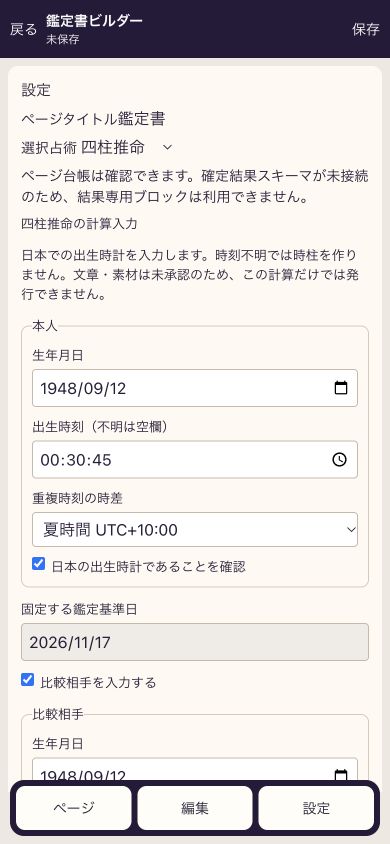 戻る
鑑定書ビルダー
未保存
保存
設定
ページタイトル鑑定書
選択占術 四柱推命
ページ台帳は確認できます。確定結果スキーマが未接続
のため、結果専用ブロックは利用できません。
四柱推命の計算入力
日本での出生時計を入力します。時刻不明では時柱を作り
ません。文章・素材は未承認のため、この計算だけでは発
行できません。
本人
生年月日
1948/09/12
出生時刻（不明は空欄）
00:30:45
重複時刻の時差
夏時間 UTC+10:00
日本の出生時計であることを確認
固定する鑑定基準日
2026/11/17
比較相手を入力する
比較相手
生年月日
1948/09/12
ページ
編集
設定